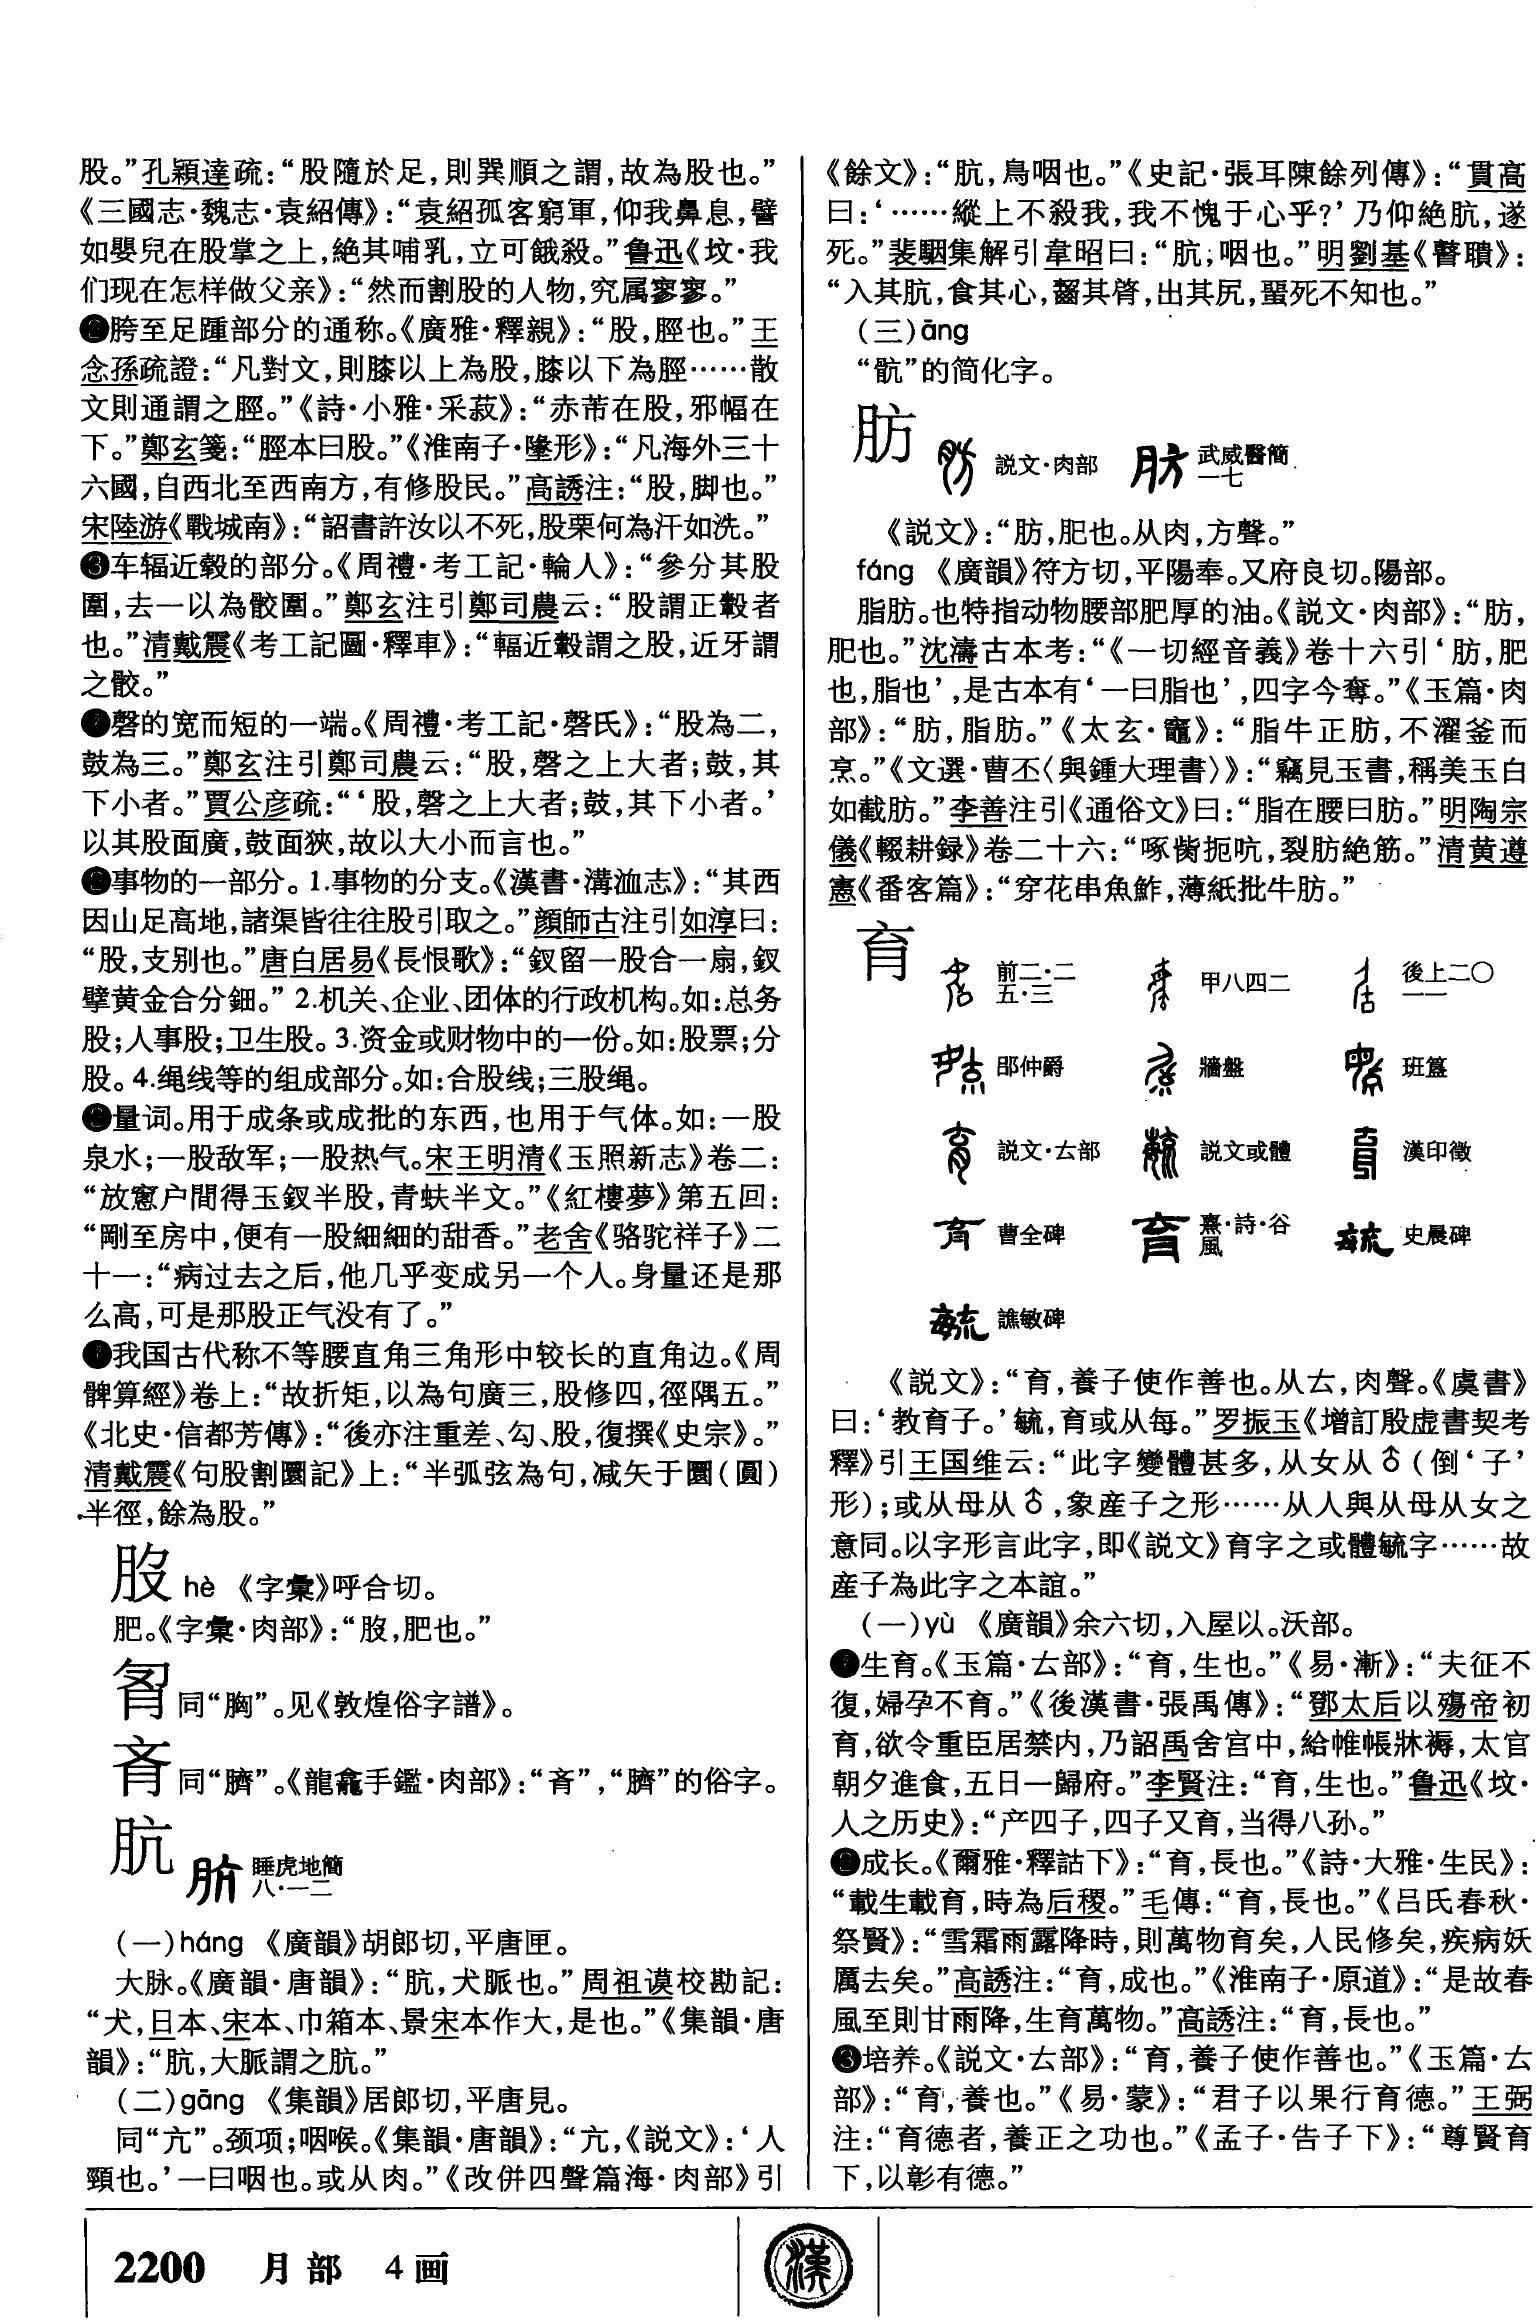 股。”孔穎達疏：“股隨於足，則巽順之謂，故為股也。”
《三國志·魏志·袁紹傳》：“袁紹孤客窮軍，仰我鼻息，譬
如嬰兒在股掌之上，絶其哺乳，立可餓殺。”鲁迅《坟·我
们现在怎样做父亲》：“然而割股的人物，究属寥寥。”
❷胯至足踵部分的通称。《廣雅·釋親》：“股，脛也。”王
念孫疏證：“凡對文，則膝以上為股，膝以下為脛……散
文則通謂之脛。”《詩·小雅·采菽》：“赤芾在股，邪幅在
下。”鄭玄箋：“脛本曰股。”《淮南子·墬形》：“凡海外三十
六國，自西北至西南方，有修股民。”高誘注：“股，脚也。”
宋陸游《戰城南》：“詔書許汝以不死，股栗何為汗如洗。”
❸车辐近毂的部分。《周禮·考工記·輪人》：“參分其股
圍，去一以為骹圍。”鄭玄注引鄭司農云：“股謂正轂者
也。”清戴震《考工記圖·釋車》：“輻近轂謂之股，近牙謂
之骹。”
磬的宽而短的一端。《周禮·考工記·磬氏》：“股為二，
鼓為三。”鄭玄注引鄭司農云：“股，磬之上大者；鼓，其
下小者。”賈公彦疏：“‘股，磬之上大者；鼓，其下小者。’
以其股面廣，鼓面狹，故以大小而言也。”
事物的一部分。1.事物的分支。《漢書·溝洫志》：“其西
因山足高地，諸渠皆往往股引取之。”顔師古注引如淳曰：
“股，支别也。”唐白居易《長恨歌》：“釵留一股合一扇，釵
擘黄金合分鈿。”2.机关、企业、团体的行政机构。如：总务
股；人事股；卫生股。3.资金或财物中的一份。如：股票；分
股。4.绳线等的组成部分。如：合股线；三股绳。
量词。用于成条或成批的东西，也用于气体。如：一股
泉水；一股敌军；一股热气。宋王明清《玉照新志》卷二：
“放窻户間得玉釵半股，青蚨半文。”《紅樓夢》第五回：
“剛至房中，便有一股細細的甜香。”老舍《骆驼祥子》二
十一：“病过去之后，他几乎变成另一个人。身量还是那
么高，可是那股正气没有了。”
我国古代称不等腰直角三角形中较长的直角边。《周
髀算經》卷上：“故折矩，以為句廣三，股修四，徑隅五。”
《北史·信都芳傳》：“後亦注重差、勾、股，復撰《史宗》。”
清戴震《句股割圜記》上：“半弧弦為句，減矢于圜（圓）
半徑，餘為股。”
hè 《字彙》呼合切。
肥。《字彙·肉部》：“，肥也。”
同“胸”。见《敦煌俗字譜》。
同“臍”。《龍龕手鑑·肉部》：“”，“臍”的俗字。
肮 睡虎地簡
八·一二
（一）háng 《廣韻》胡郎切，平唐匣。
大脉。《廣韻·唐韻》：“肮，犬脈也。”周祖谟校勘記：
“犬，日本、宋本、巾箱本、景宋本作大，是也。”《集韻·唐
韻》：“肮，大脈謂之肮。”
（二）gāng 《集韻》居郎切，平唐見。
同“亢”。颈项；咽喉。《集韻·唐韻》：“亢，《説文》：‘人
頸也。’一曰咽也。或从肉。”《改併四聲篇海·肉部》引
《餘文》：“肮，鳥咽也。”《史記·張耳陳餘列傳》：“貫高
曰：‘……縱上不殺我，我不愧于心乎？’乃仰絶肮，遂
死。”裴駰集解引韋昭曰：“肮，咽也。”明劉基《瞽聵》：
“入其肮，食其心，齧其膋，出其尻，蝨死不知也。”
（三）āng
“骯”的简化字。
肪 説文·肉部 武威醫簡
一七
《説文》：“肪，肥也。从肉，方聲。”
fáng 《廣韻》符方切，平陽奉。又府良切。陽部。
脂肪。也特指动物腰部肥厚的油。《説文·肉部》：“肪，
肥也。”沈濤古本考：“《一切經音義》卷十六引‘肪，肥
也，脂也’，是古本有‘一曰脂也’，四字今奪。”《玉篇·肉
部》：“肪，脂肪。”《太玄·竈》：“脂牛正肪，不濯釜而
烹。”《文選·曹丕〈與鍾大理書〉》：“竊見玉書，稱美玉白
如截肪。”李善注引《通俗文》曰：“脂在腰曰肪。”明陶宗
儀《輟耕録》卷二十六：“啄胔扼吭，裂肪絶筋。”清黄遵
憲《番客篇》：“穿花串魚鮓，薄紙批牛肪。”
育 前二·二
五·三 甲八四二 後上二〇
一一
邵仲爵 牆盤 班簋
説文·𠫓部 説文或體 漢印徵
曹全碑 熹·詩·谷
風 史晨碑
譙敏碑
《説文》：“育，養子使作善也。从𠫓，肉聲。《虞書》
曰：‘教育子。’毓，育或从每。”罗振玉《增訂殷虚書契考
釋》引王国维云：“此字變體甚多，从女从（倒‘子’
形）；或从母从，象産子之形……从人與从母从女之
意同。以字形言此字，即《説文》育字之或體毓字……故
産子為此字之本誼。”
（一）yù 《廣韻》余六切，入屋以。沃部。
❶生育。《玉篇·𠫓部》：“育，生也。”《易·漸》：“夫征不
復，婦孕不育。”《後漢書·張禹傳》：“鄧太后以殤帝初
育，欲令重臣居禁内，乃詔禹舍宫中，給帷帳牀褥，太官
朝夕進食，五日一歸府。”李賢注：“育，生也。”鲁迅《坟·
人之历史》：“产四子，四子又育，当得八孙。”
❷成长。《爾雅·釋詁下》：“育，長也。”《詩·大雅·生民》：
“載生載育，時為后稷。”毛傳：“育，長也。”《吕氏春秋·
祭賢》：“雪霜雨露降時，則萬物育矣，人民修矣，疾病妖
厲去矣。”高誘注：“育，成也。”《淮南子·原道》：“是故春
風至則甘雨降，生育萬物。”高誘注：“育，長也。”
❸培养。《説文·𠫓部》：“育，養子使作善也。”《玉篇·𠫓
部》：“育，養也。”《易·蒙》：“君子以果行育德。”王弼
注：“育德者，養正之功也。”《孟子·告子下》：“尊賢育
下，以彰有德。”
2200 月部 4画
漢